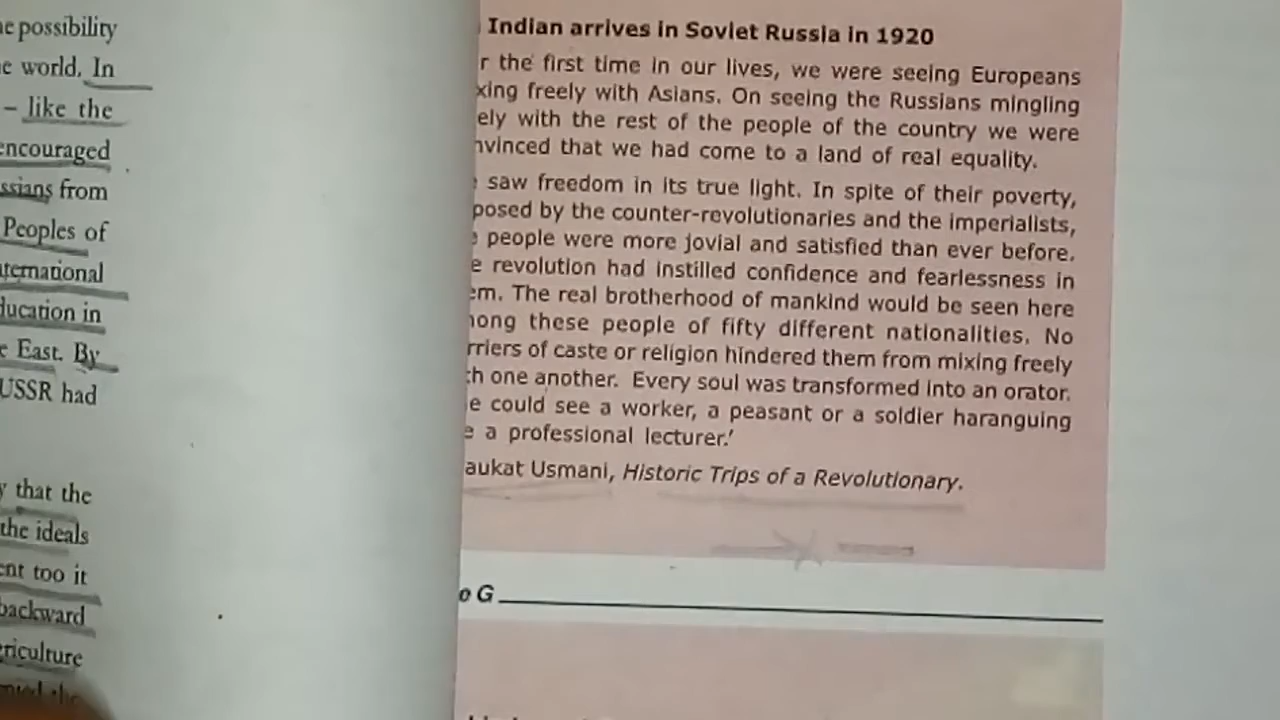 e possibility
e world. In
– like the
encouraged
ssians from
Peoples of
ternational
ducation in
e East. By
USSR had
y that the
the ideals
ent too it
backward
griculture
Indian arrives in Soviet Russia in 1920
r the first time in our lives, we were seeing Europeans
xing freely with Asians. On seeing the Russians mingling
ely with the rest of the people of the country we were
nvinced that we had come to a land of real equality.
saw freedom in its true light. In spite of their poverty,
posed by the counter-revolutionaries and the imperialists,
people were more jovial and satisfied than ever before.
e revolution had instilled confidence and fearlessness in
em. The real brotherhood of mankind would be seen here
nong these people of fifty different nationalities. No
rriers of caste or religion hindered them from mixing freely
th one another. Every soul was transformed into an orator.
e could see a worker, a peasant or a soldier haranguing
e a professional lecturer.'
aukat Usmani, Historic Trips of a Revolutionary.
o G